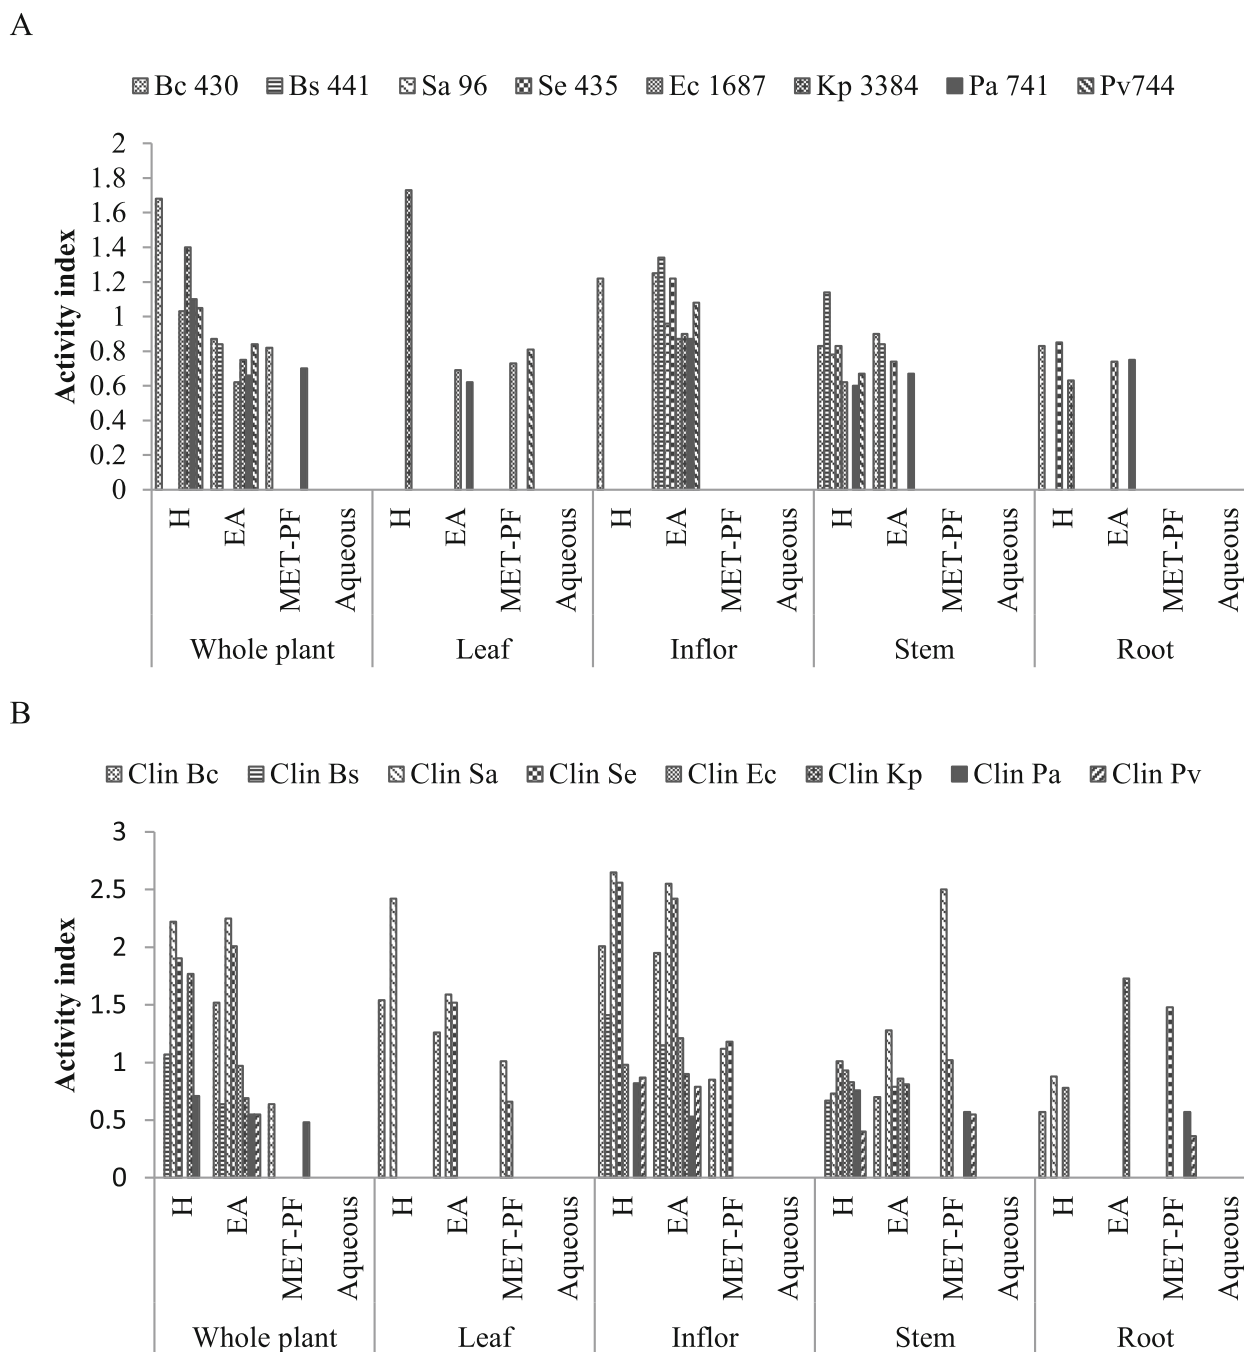 A
Bc 430 Bs 441 Sa 96 Se 435 Ec 1687 Kp 3384 Pa 741 Pv744
2
1.8
1.6
1.4
1.2
1
0.8
0.6
0.4
0.2
0
Activity index
H EA MET-PF Aqueous H EA MET-PF Aqueous H EA MET-PF Aqueous H EA MET-PF Aqueous H EA MET-PF Aqueous
Whole plant Leaf Inflor Stem Root
B
Clin Bc Clin Bs Clin Sa Clin Se Clin Ec Clin Kp Clin Pa Clin Pv
3
2.5
2
1.5
1
0.5
0
Activity index
H EA MET-PF Aqueous H EA MET-PF Aqueous H EA MET-PF Aqueous H EA MET-PF Aqueous H EA MET-PF Aqueous
Whole plant Leaf Inflor Stem Root